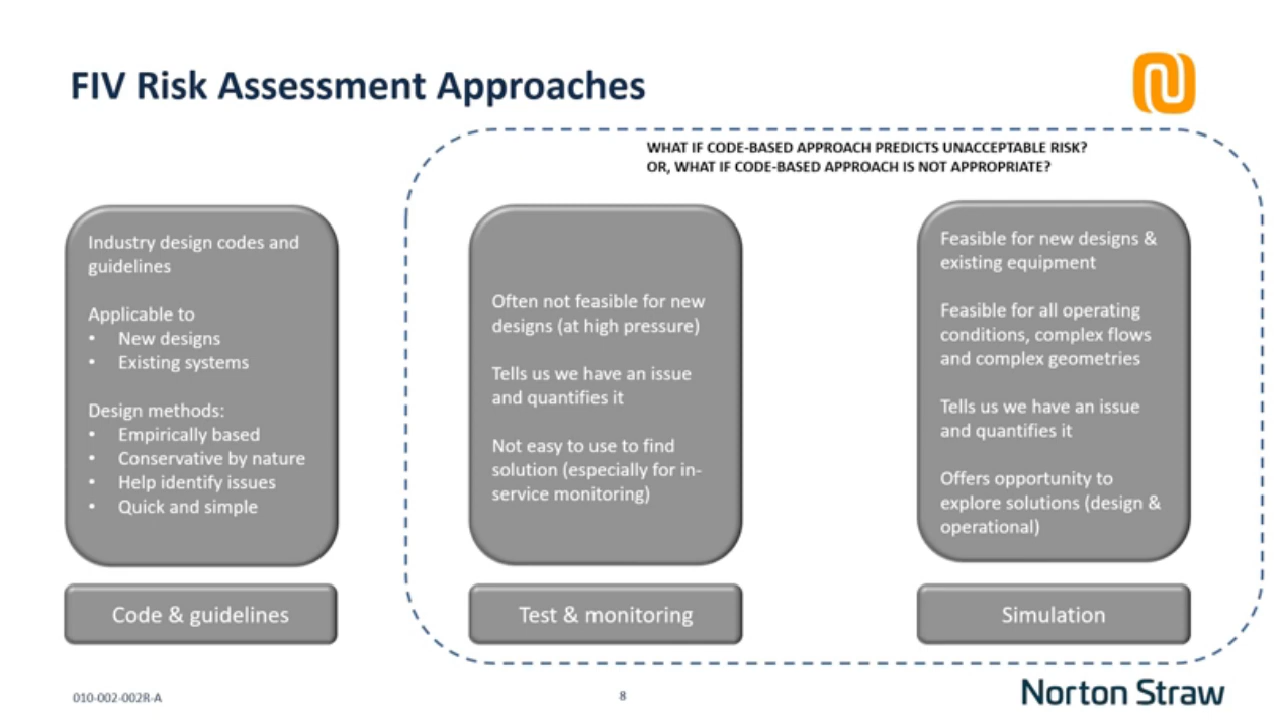 FIV Risk Assessment Approaches
WHAT IF CODE-BASED APPROACH PREDICTS UNACCEPTABLE RISK?
OR, WHAT IF CODE-BASED APPROACH IS NOT APPROPRIATE?
Industry design codes and
guidelines
Applicable to
• New designs
• Existing systems
Design methods:
• Empirically based
• Conservative by nature
• Help identify issues
• Quick and simple
Code & guidelines
Often not feasible for new
designs (at high pressure)
Tells us we have an issue
and quantifies it
Not easy to use to find
solution (especially for in-
service monitoring)
Test & monitoring
Feasible for new designs &
existing equipment
Feasible for all operating
conditions, complex flows
and complex geometries
Tells us we have an issue
and quantifies it
Offers opportunity to
explore solutions (design &
operational)
Simulation
010-002-002R-A
8
Norton Straw